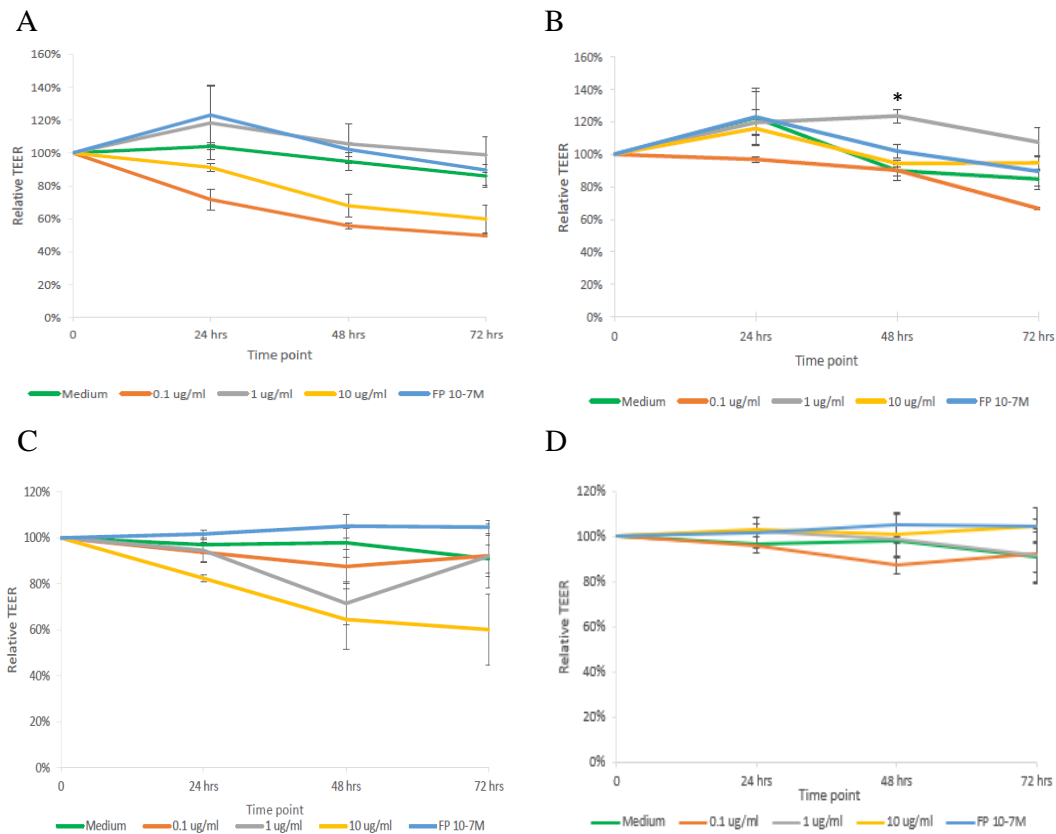 A
160%
140%
120%
100%
80%
60%
40%
20%
0%
Relative TEER
0 24 hrs 48 hrs 72 hrs
Time point
Medium 0.1 ug/ml 1 ug/ml 10 ug/ml FP 10-7M
B
160%
140%
120%
100%
80%
60%
40%
20%
0%
Relative TEER
*
0 24 hrs 48 hrs 72 hrs
Time point
Medium 0.1 ug/ml 1 ug/ml 10 ug/ml FP 10-7M
C
120%
100%
80%
60%
40%
20%
0%
Relative TEER
0 24 hrs 48 hrs 72 hrs
Time point
Medium 0.1 ug/ml 1 ug/ml 10 ug/ml FP 10-7M
D
120%
100%
80%
60%
40%
20%
0%
Relative TEER
0 24 hrs 48 hrs 72 hrs
Time point
Medium 0.1 ug/ml 1 ug/ml 10 ug/ml FP 10-7M